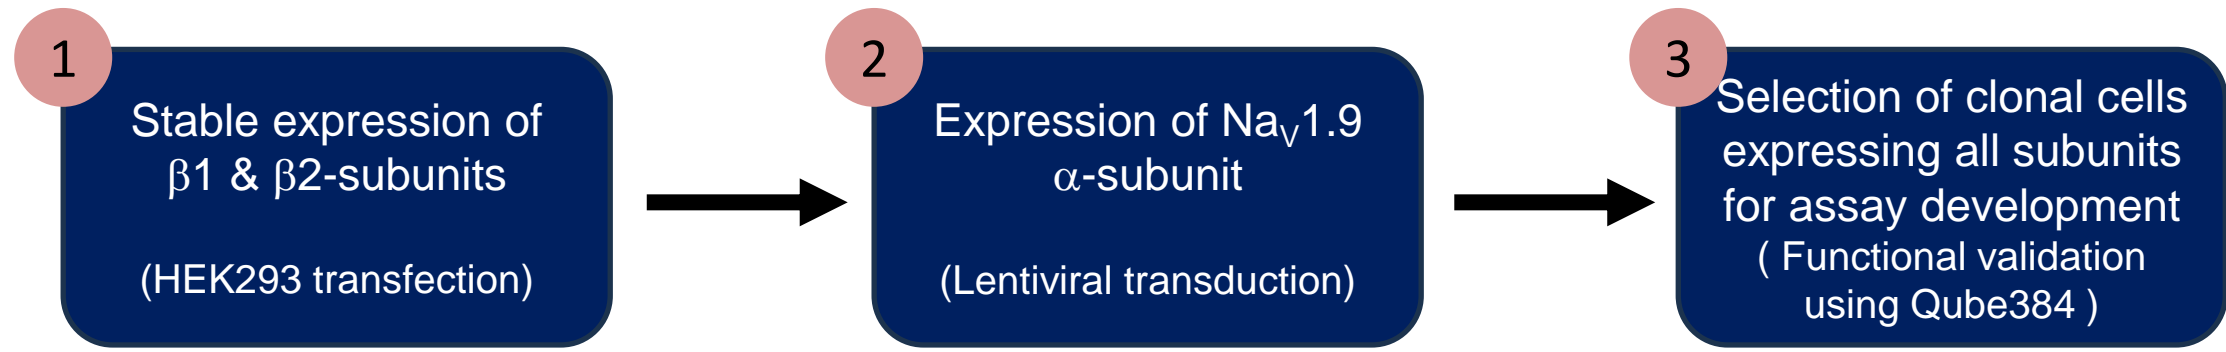 1
Stable expression of
β1 & β2-subunits
(HEK293 transfection)
2
Expression of NaV1.9
α-subunit
(Lentiviral transduction)
3
Selection of clonal cells
expressing all subunits
for assay development
( Functional validation
using Qube384 )